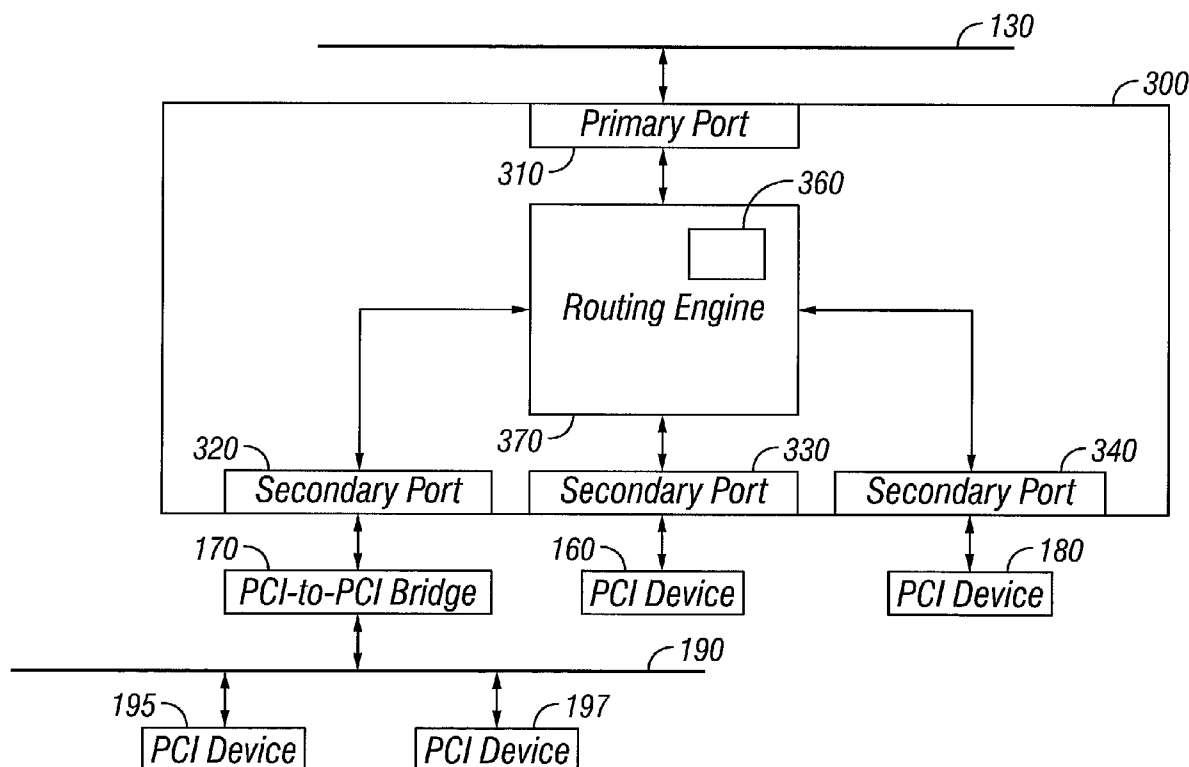 130
300
Primary Port
310
360
Routing Engine
370
320
330
340
Secondary Port
Secondary Port
Secondary Port
170
160
180
PCI-to-PCI Bridge
PCI Device
PCI Device
190
195
197
PCI Device
PCI Device